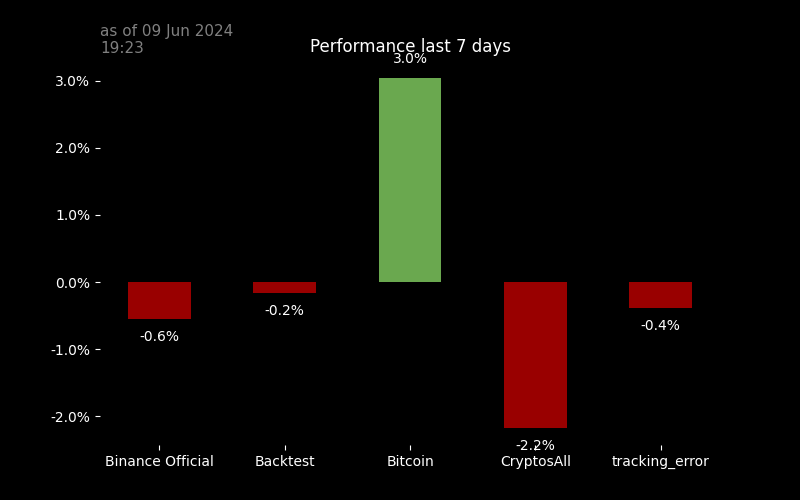 as of 09 Jun 2024
19:23
Performance last 7 days
3.0%
3.0%
2.0%
1.0%
0.0%
-0.6%
-0.2%
-0.4%
-1.0%
-2.0%
-2.2%
Binance Official
Backtest
Bitcoin
CryptosAll
tracking_error